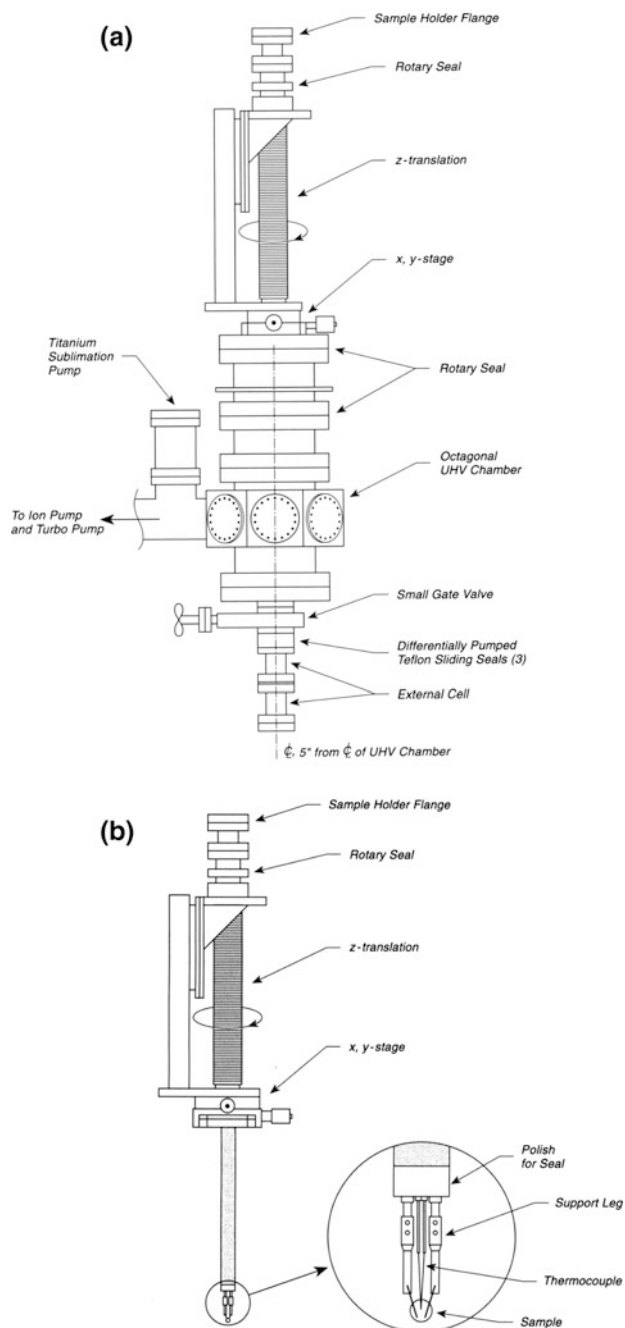 (a)
Sample Holder Flange
Rotary Seal
z-translation
x, y-stage
Titanium
Sublimation
Pump
Rotary Seal
Octagonal
UHV Chamber
To Ion Pump
and Turbo Pump
Small Gate Valve
Differentially Pumped
Teflon Sliding Seals (3)
External Cell
℄, 5" from ℄ of UHV Chamber
(b)
Sample Holder Flange
Rotary Seal
z-translation
x, y-stage
Polish
for Seal
Support Leg
Thermocouple
Sample